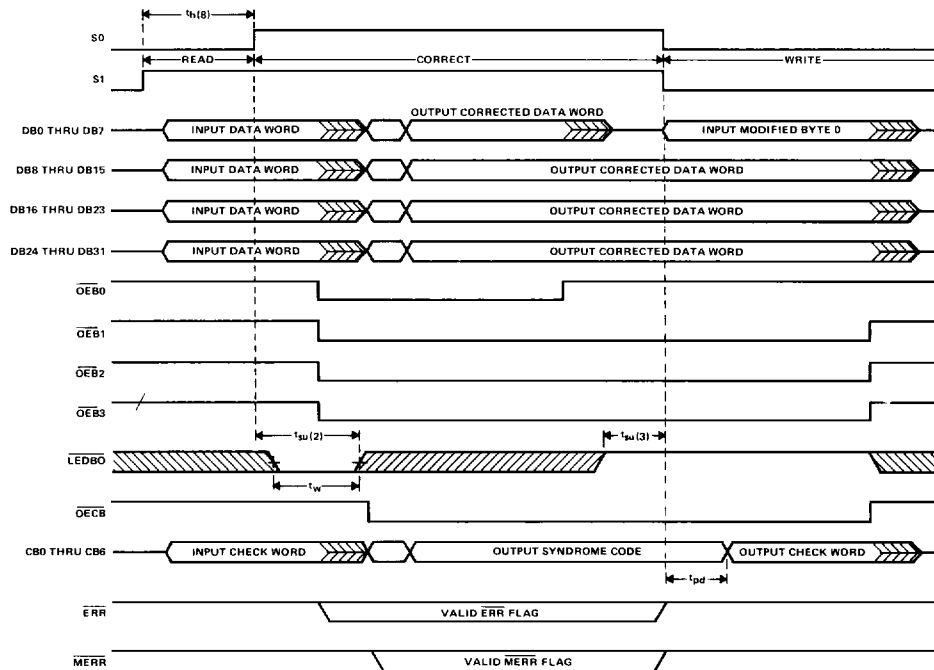 th(8)
S0
READ CORRECT WRITE
S1
OUTPUT CORRECTED DATA WORD
DB0 THRU DB7 INPUT DATA WORD INPUT MODIFIED BYTE 0
DB8 THRU DB15 INPUT DATA WORD OUTPUT CORRECTED DATA WORD
DB16 THRU DB23 INPUT DATA WORD OUTPUT CORRECTED DATA WORD
DB24 THRU DB31 INPUT DATA WORD OUTPUT CORRECTED DATA WORD
OEB0
OEB1
OEB2
OEB3
tsu(2) tsu(3)
LEDBO
tw
OECB
CB0 THRU CB6 INPUT CHECK WORD OUTPUT SYNDROME CODE OUTPUT CHECK WORD
tpd
ERR VALID ERR FLAG
MERR VALID MERR FLAG